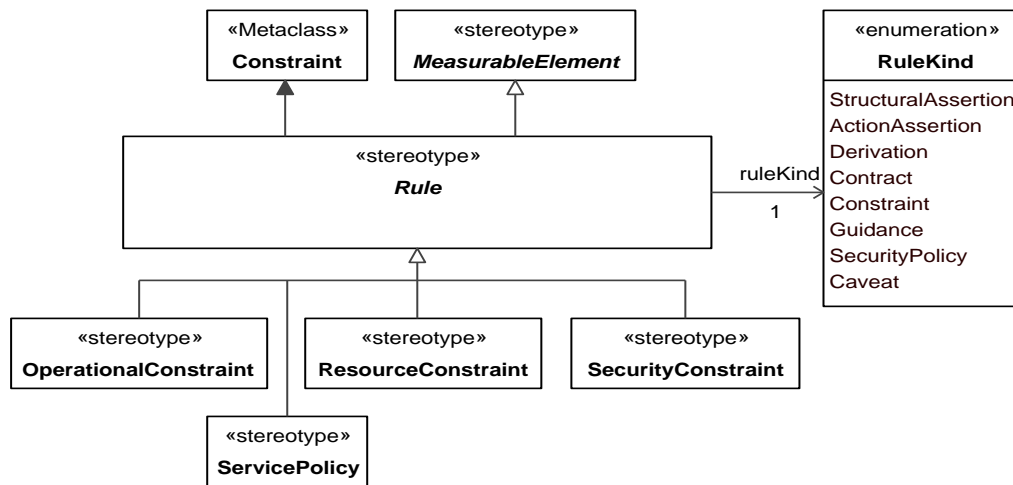 «Metaclass»
Constraint
«stereotype»
MeasurableElement
«enumeration»
RuleKind
StructuralAssertion
ActionAssertion
Derivation
Contract
Constraint
Guidance
SecurityPolicy
Caveat
«stereotype»
Rule
ruleKind
1
«stereotype»
OperationalConstraint
«stereotype»
ResourceConstraint
«stereotype»
SecurityConstraint
«stereotype»
ServicePolicy